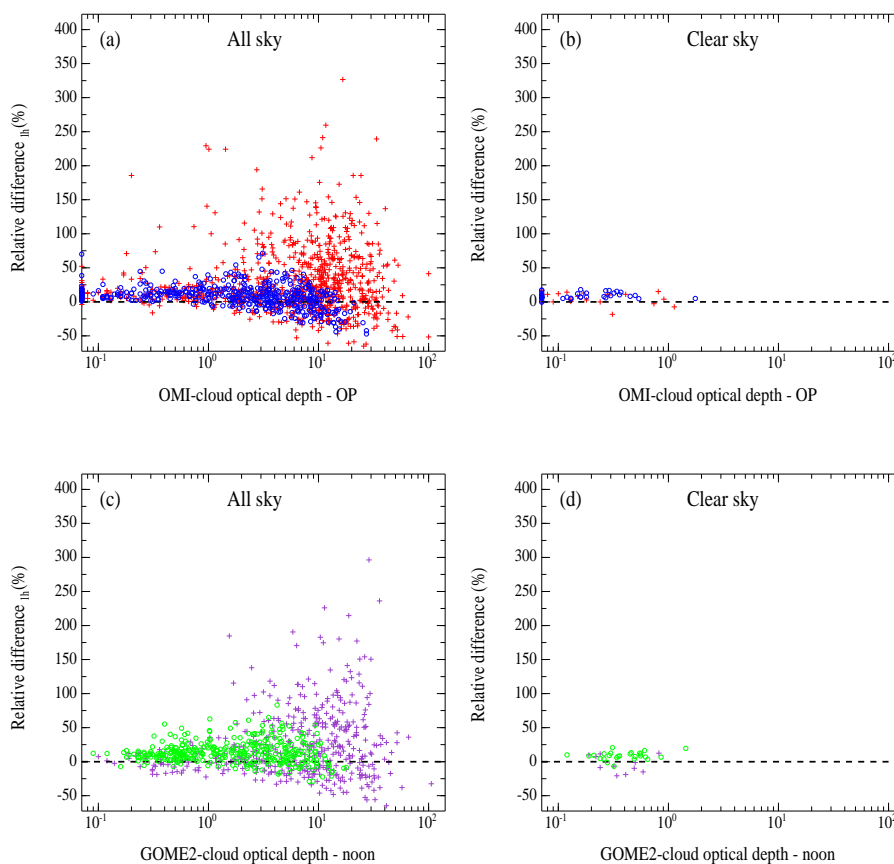 (a) All sky
400
350
300
250
200
150
100
50
0
-50
Relative difiference 1h(%)
10-1 100 101 102
OMI-cloud optical depth - OP
(b) Clear sky
400
350
300
250
200
150
100
50
0
-50
Relative difference (%)
10-1 100 101 102
OMI-cloud optical depth - OP
(c) All sky
400
350
300
250
200
150
100
50
0
-50
Relative difference 1h(%)
10-1 100 101 102
GOME2-cloud optical depth - noon
(d) Clear sky
400
350
300
250
200
150
100
50
0
-50
Relative difference (%)
10-1 100 101 102
GOME2-cloud optical depth - noon